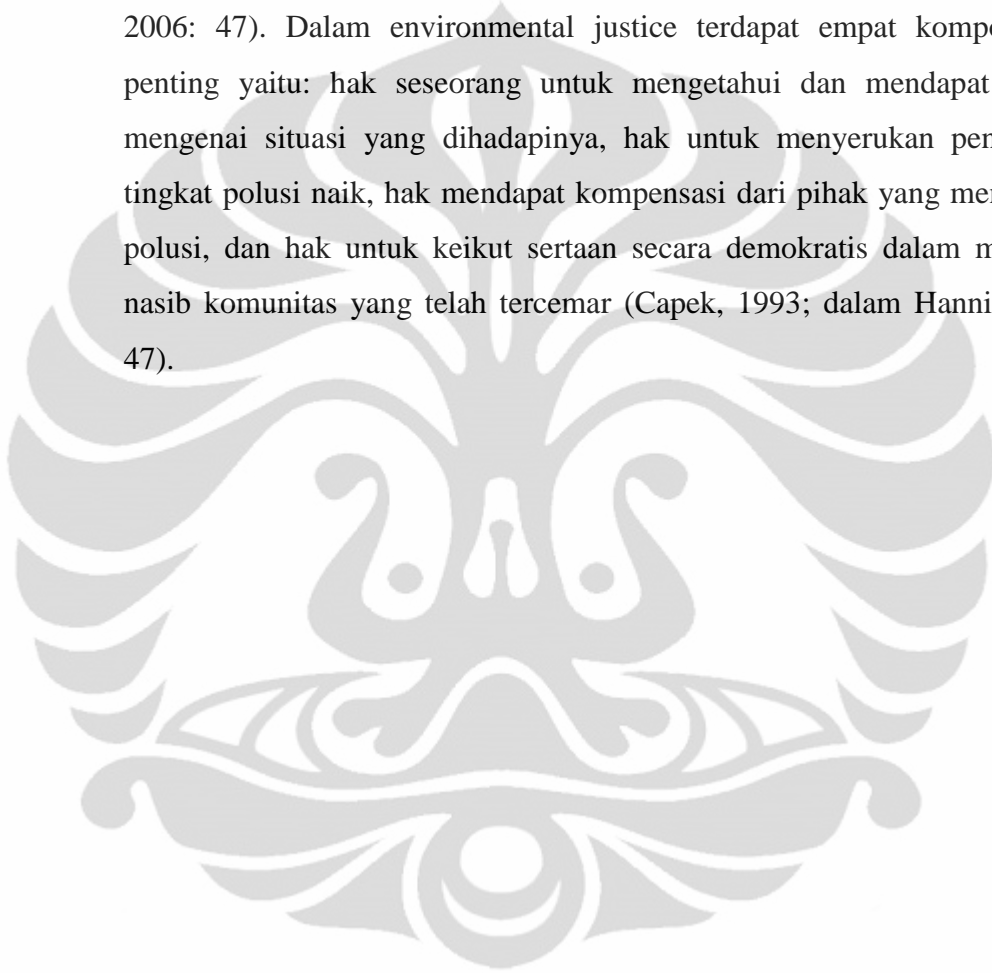 2006: 47). Dalam environmental justice terdapat empat kompo
penting yaitu: hak seseorang untuk mengetahui dan mendapat
mengenai situasi yang dihadapinya, hak untuk menyerukan pen
tingkat polusi naik, hak mendapat kompensasi dari pihak yang men
polusi, dan hak untuk keikut sertaan secara demokratis dalam m
nasib komunitas yang telah tercemar (Capek, 1993; dalam Hanni
47).